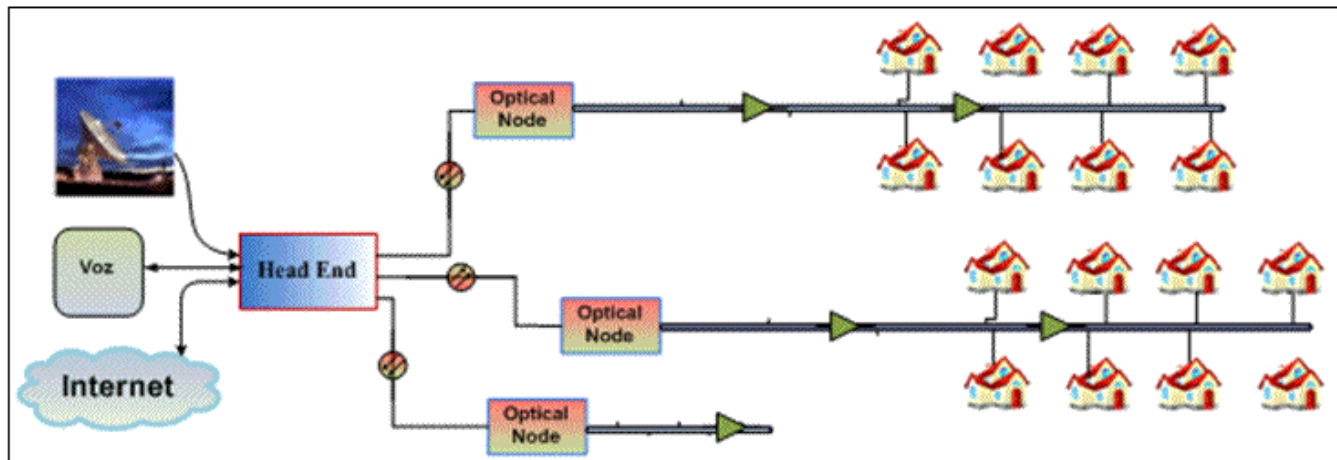 Optical
Node
Voz
Head End
Optical
Node
Internet
Optical
Node